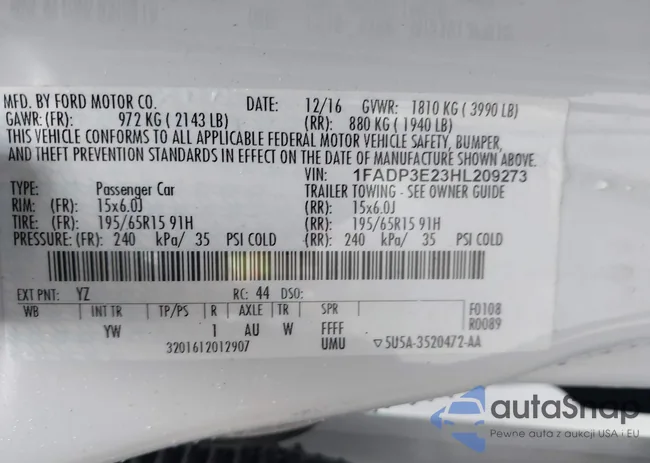 MFD. BY FORD MOTOR CO. DATE: 12/16 GVWR: 1810 KG ( 3990 LB)
GAWR: (FR): 972 KG ( 2143 LB) (RR): 880 KG ( 1940 LB)
THIS VEHICLE CONFORMS TO ALL APPLICABLE FEDERAL MOTOR VEHICLE SAFETY, BUMPER,
AND THEFT PREVENTION STANDARDS IN EFFECT ON THE DATE OF MANUFACTURE SHOWN ABOVE.
VIN: 1FADP3E23HL209273
TYPE: Passenger Car TRAILER TOWING - SEE OWNER GUIDE
RIM: (FR): 15x6.0J (RR): 15x6.0J
TIRE: (FR): 195/65R15 91H (RR): 195/65R15 91H
PRESSURE: (FR): 240 kPa/ 35 PSI COLD (RR): 240 kPa/ 35 PSI COLD
EXT PNT: YZ RC: 44 DSO:
WB INT TR TP/PS R AXLE TR SPR F0108
YW 1 AU W FFFF R0089
3201612012907 UMU ▽5U5A-3520472-AA
autoSnap
Pewne auta z aukcji USA i EU